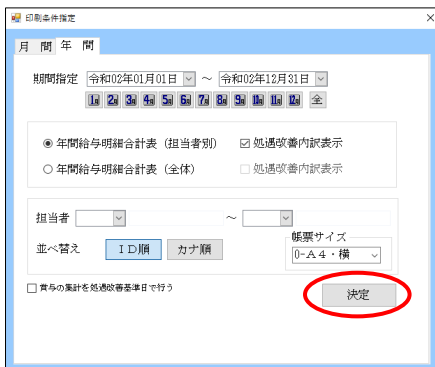 印刷条件指定
月 間 年 間
期間指定 令和02年01月01日 ～ 令和02年12月31日
1月 2月 3月 4月 5月 6月 7月 8月 9月 10月 11月 12月 全
年間給与明細合計表（担当者別） 処遇改善内訳表示
年間給与明細合計表（全体） 処遇改善内訳表示
担当者 ～
並べ替え ＩＤ順 カナ順
帳票サイズ
0-Ａ４・横
賞与の集計を処遇改善基準日で行う
決定